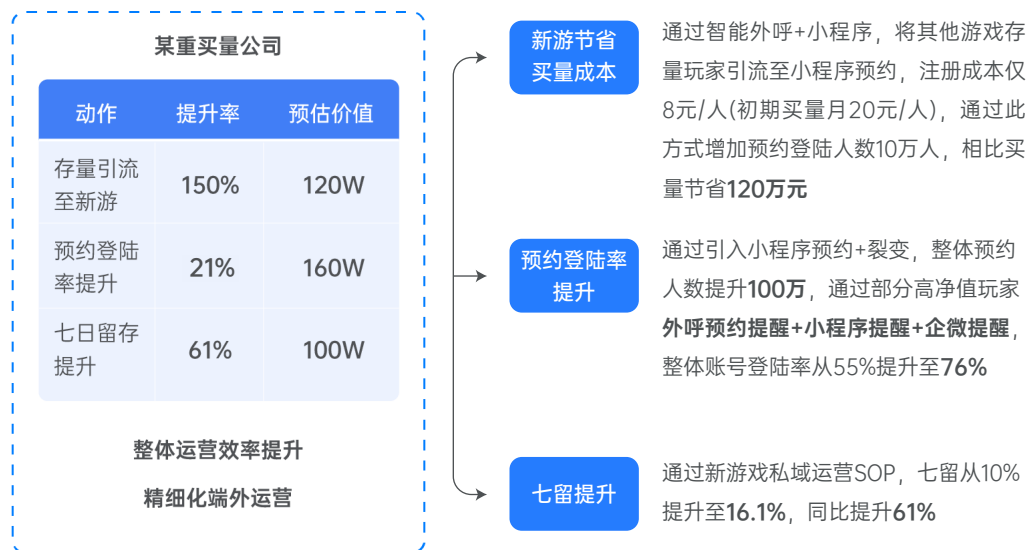 某重买量公司
动作 提升率 预估价值
存量引流
至新游
150% 120W
预约登陆
率提升
21% 160W
七日留存
提升
61% 100W
整体运营效率提升
精细化端外运营
新游节省
买量成本
通过智能外呼+小程序，将其他游戏存
量玩家引流至小程序预约，注册成本仅
8元/人(初期买量月20元/人)，通过此
方式增加预约登陆人数10万人，相比买
量节省120万元
预约登陆率
提升
通过引入小程序预约+裂变，整体预约
人数提升100万，通过部分高净值玩家
外呼预约提醒+小程序提醒+企微提醒，
整体账号登陆率从55%提升至76%
七留提升
通过新游戏私域运营SOP，七留从10%
提升至16.1%，同比提升61%